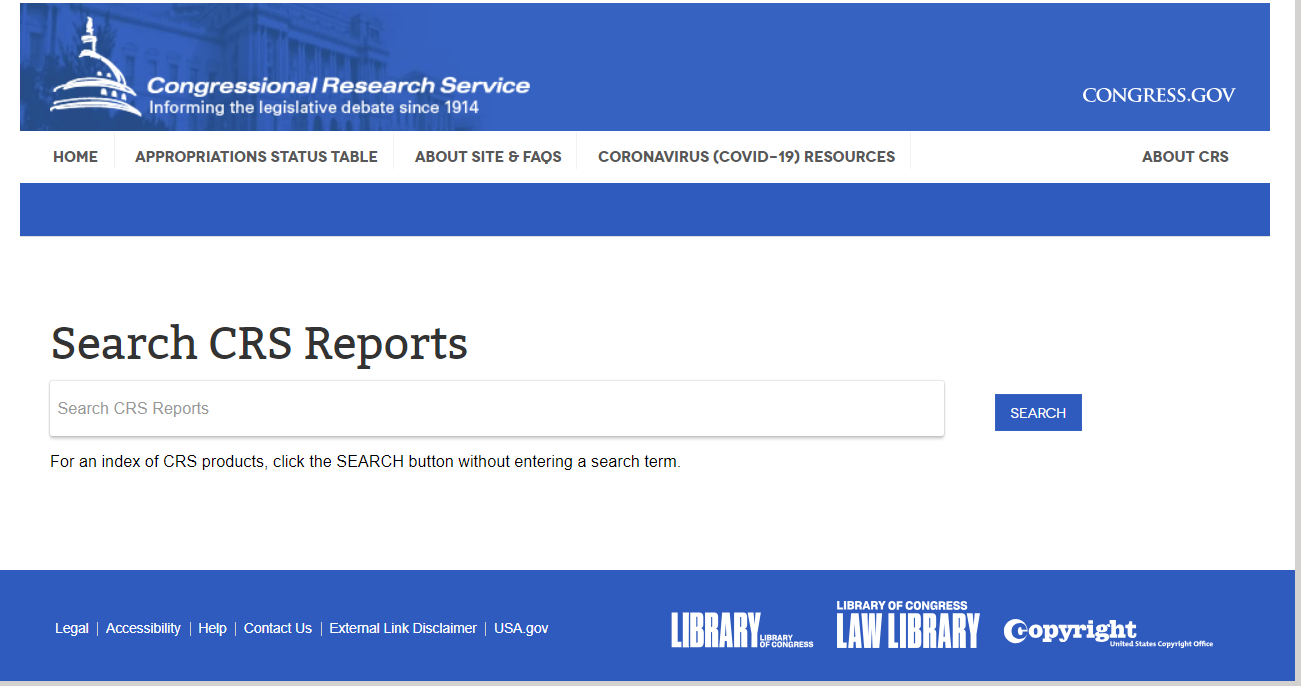 Congressional Research Service
Informing the legislative debate since 1914
CONGRESS.GOV
HOME APPROPRIATIONS STATUS TABLE ABOUT SITE & FAQS CORONAVIRUS (COVID-19) RESOURCES ABOUT CRS
Search CRS Reports
Search CRS Reports
SEARCH
For an index of CRS products, click the SEARCH button without entering a search term.
Legal | Accessibility | Help | Contact Us | External Link Disclaimer | USA.gov
LIBRARY LIBRARY
OF CONGRESS
LIBRARY OF CONGRESS
LAW LIBRARY
Copyright
United States Copyright Office